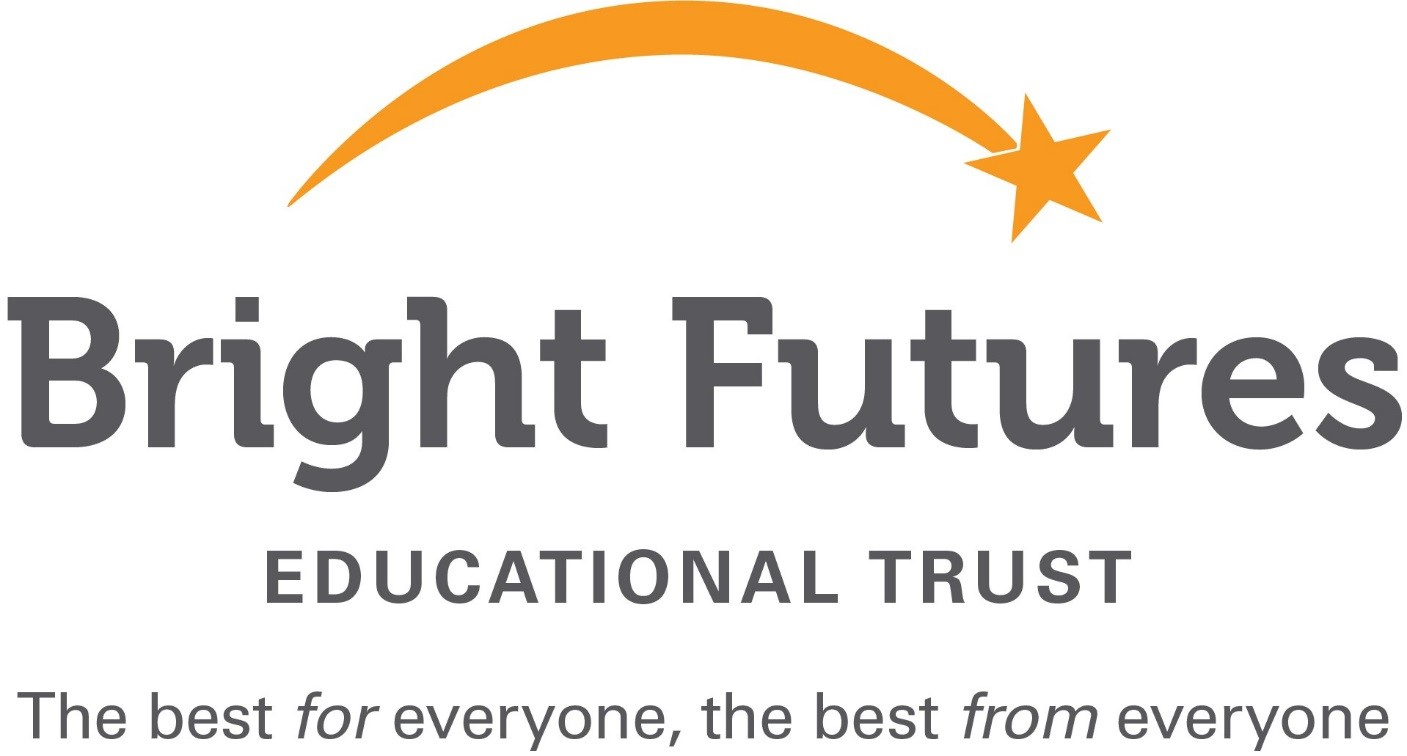 Bright Futures
EDUCATIONAL TRUST
The best for everyone, the best from everyone